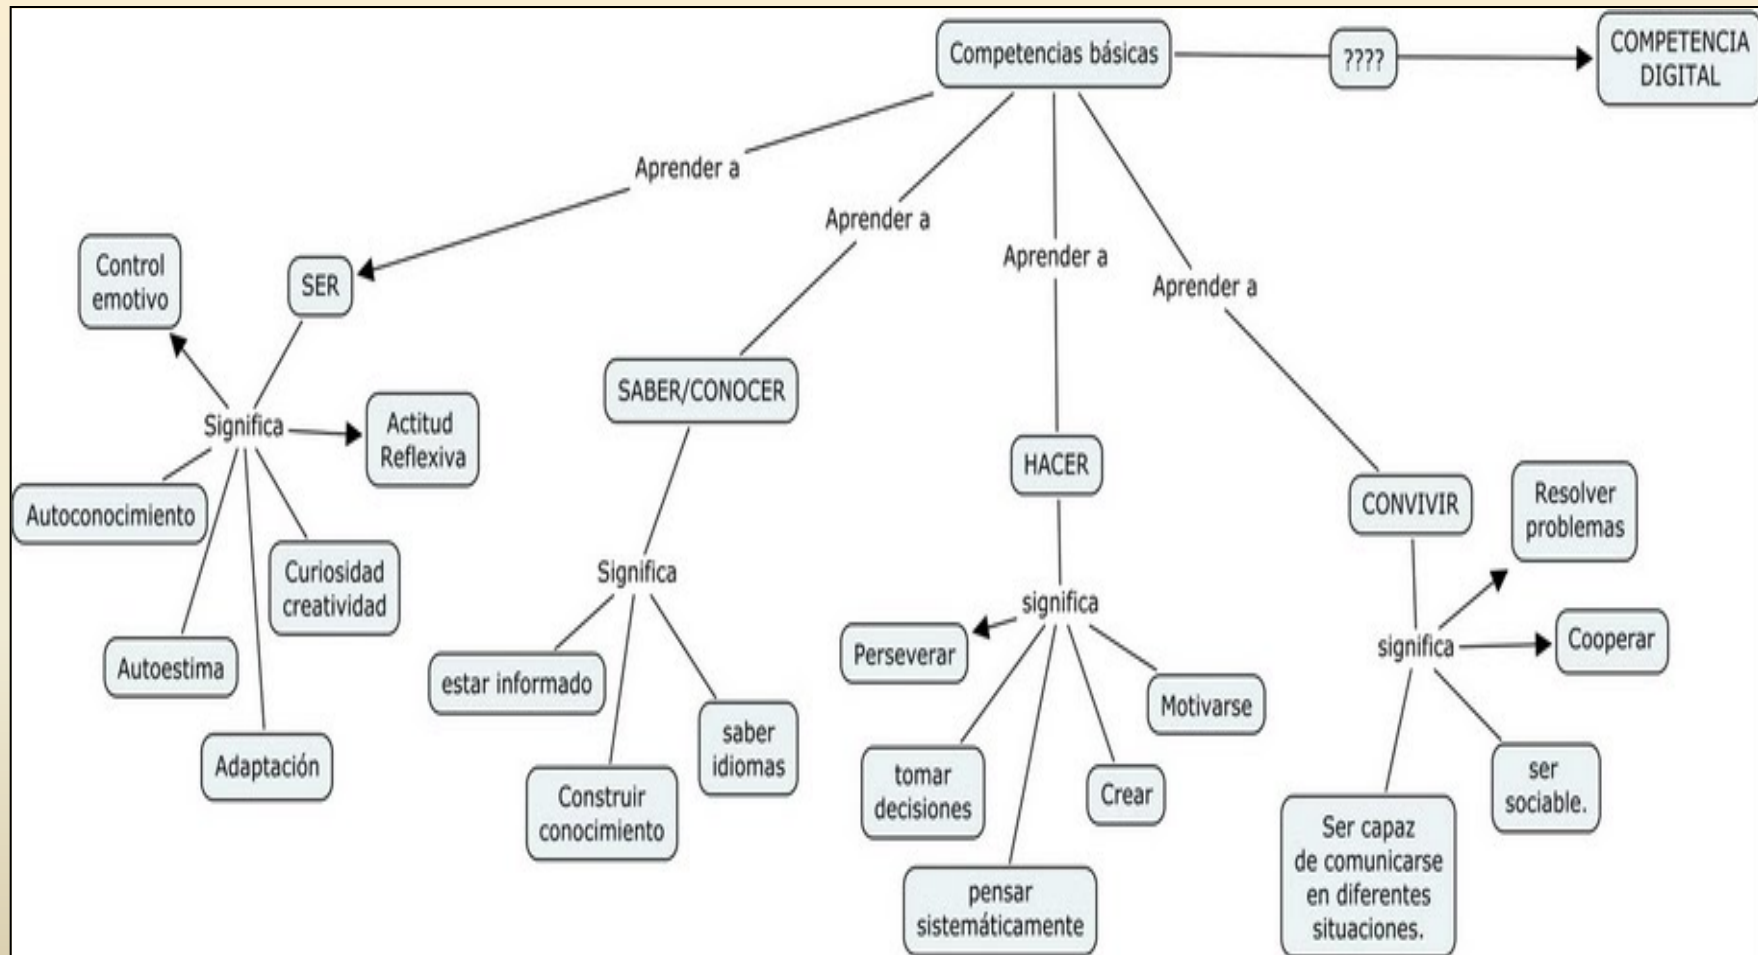 Competencias básicas
????
COMPETENCIA
DIGITAL
Aprender a
Aprender a
Aprender a
Aprender a
Control
emotivo
SER
Significa
Actitud
Reflexiva
Autoconocimiento
Curiosidad
creatividad
Autoestima
Adaptación
SABER/CONOCER
Significa
estar informado
Construir
conocimiento
saber
idiomas
HACER
significa
Perseverar
tomar
decisiones
pensar
sistemáticamente
Crear
Motivarse
CONVIVIR
significa
Resolver
problemas
Cooperar
ser
sociable.
Ser capaz
de comunicarse
en diferentes
situaciones.